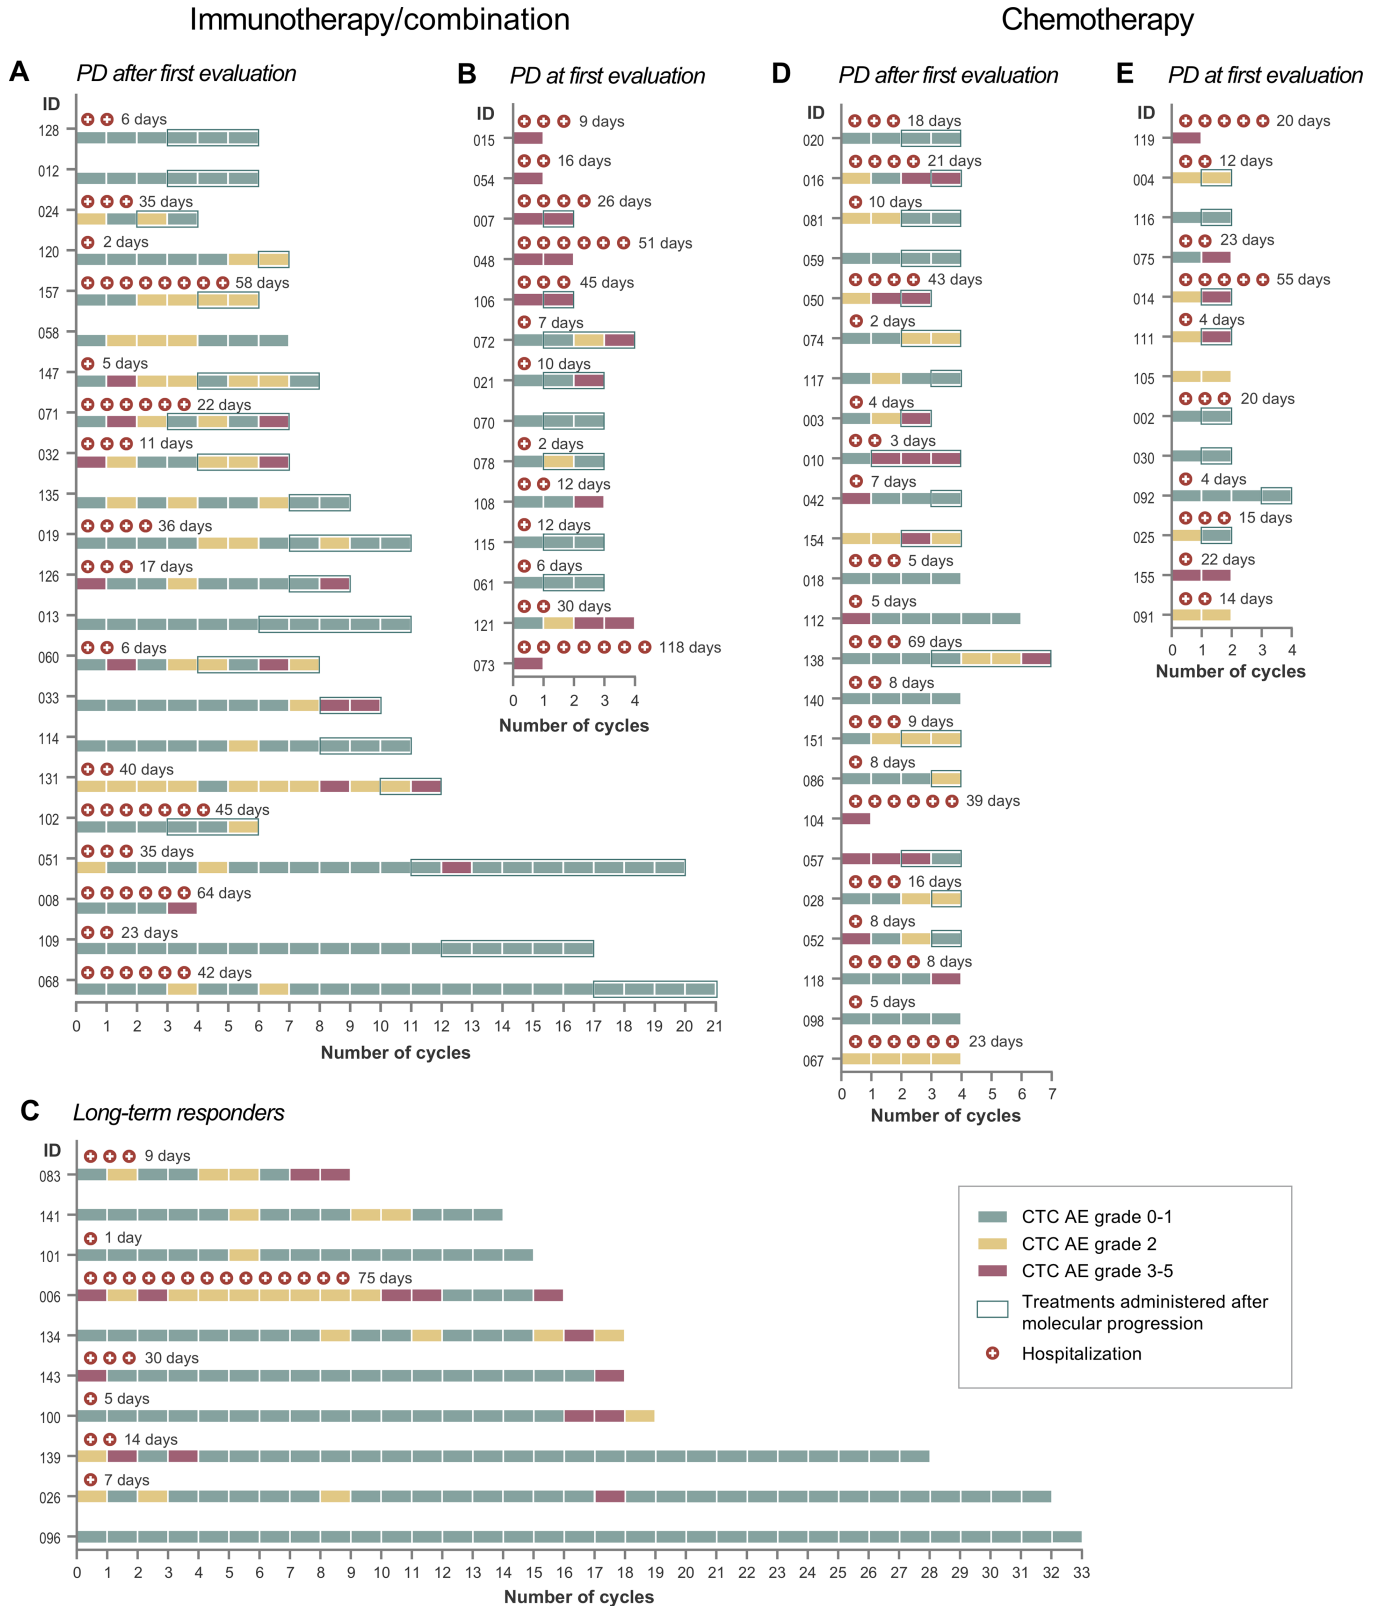 Immunotherapy/combination
Chemotherapy
A
PD after first evaluation
ID
128
6 days
012
024
35 days
120
2 days
157
58 days
058
147
5 days
071
22 days
032
11 days
135
019
36 days
126
17 days
013
060
6 days
033
114
131
40 days
102
45 days
051
35 days
008
64 days
109
23 days
068
42 days
0 1 2 3 4 5 6 7 8 9 10 11 12 13 14 15 16 17 18 19 20 21
Number of cycles
B
PD at first evaluation
ID
9 days
015
16 days
054
26 days
007
51 days
048
45 days
106
7 days
072
10 days
021
070
2 days
078
12 days
108
12 days
115
6 days
061
30 days
121
118 days
073
0 1 2 3 4
Number of cycles
D
PD after first evaluation
ID
18 days
020
21 days
016
10 days
081
059
43 days
050
2 days
074
117
4 days
003
3 days
010
7 days
042
154
5 days
018
5 days
112
69 days
138
8 days
140
9 days
151
8 days
086
39 days
104
057
16 days
028
8 days
052
8 days
118
5 days
098
23 days
067
0 1 2 3 4 5 6 7
Number of cycles
E
PD at first evaluation
ID
20 days
119
12 days
004
116
23 days
075
55 days
014
4 days
111
105
20 days
002
030
4 days
092
15 days
025
22 days
155
14 days
091
0 1 2 3 4
Number of cycles
C
Long-term responders
ID
9 days
083
141
1 day
101
75 days
006
134
30 days
143
5 days
100
14 days
139
7 days
026
096
0 1 2 3 4 5 6 7 8 9 10 11 12 13 14 15 16 17 18 19 20 21 22 23 24 25 26 27 28 29 30 31 32 33
Number of cycles
CTC AE grade 0-1
CTC AE grade 2
CTC AE grade 3-5
Treatments administered after
molecular progression
Hospitalization